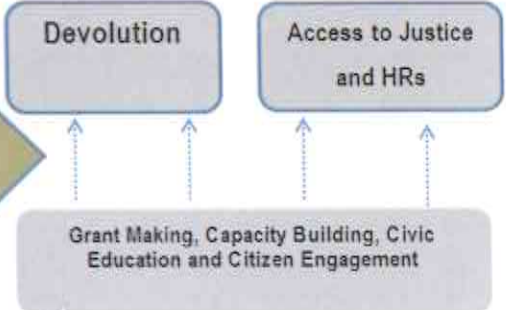 Devolution
Access to Justice
and HRs
Grant Making, Capacity Building, Civic
Education and Citizen Engagement